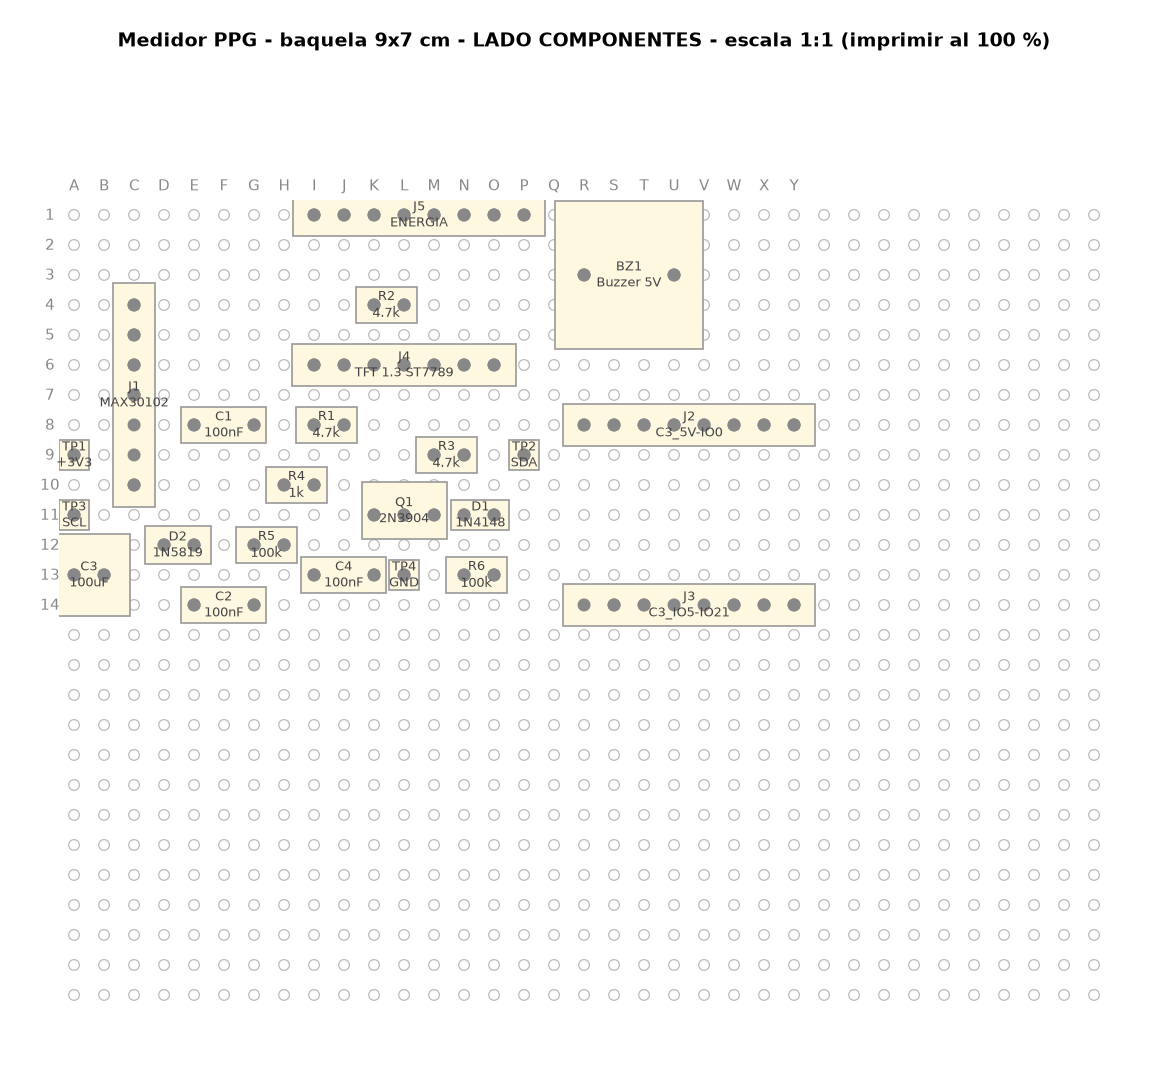 Medidor PPG - baquela 9x7 cm - LADO COMPONENTES - escala 1:1 (imprimir al 100 %)
A B C D E F G H I J K L M N O P Q R S T U V W X Y
1
J5
ENERGIA
2
3
BZ1
Buzzer 5V
4
R2
4.7k
5
6
J4
TFT 1.3 ST7789
7
J1
MAX30102
8
C1
100nF
R1
4.7k
J2
C3_5V-IO0
9
TP1
+3V3
R3
4.7k
TP2
SDA
10
R4
1k
11
TP3
SCL
Q1
2N3904
D1
1N4148
12
D2
1N5819
R5
100k
13
C3
100uF
C4
100nF
TP4
GND
R6
100k
14
C2
100nF
J3
C3_IO5-IO21